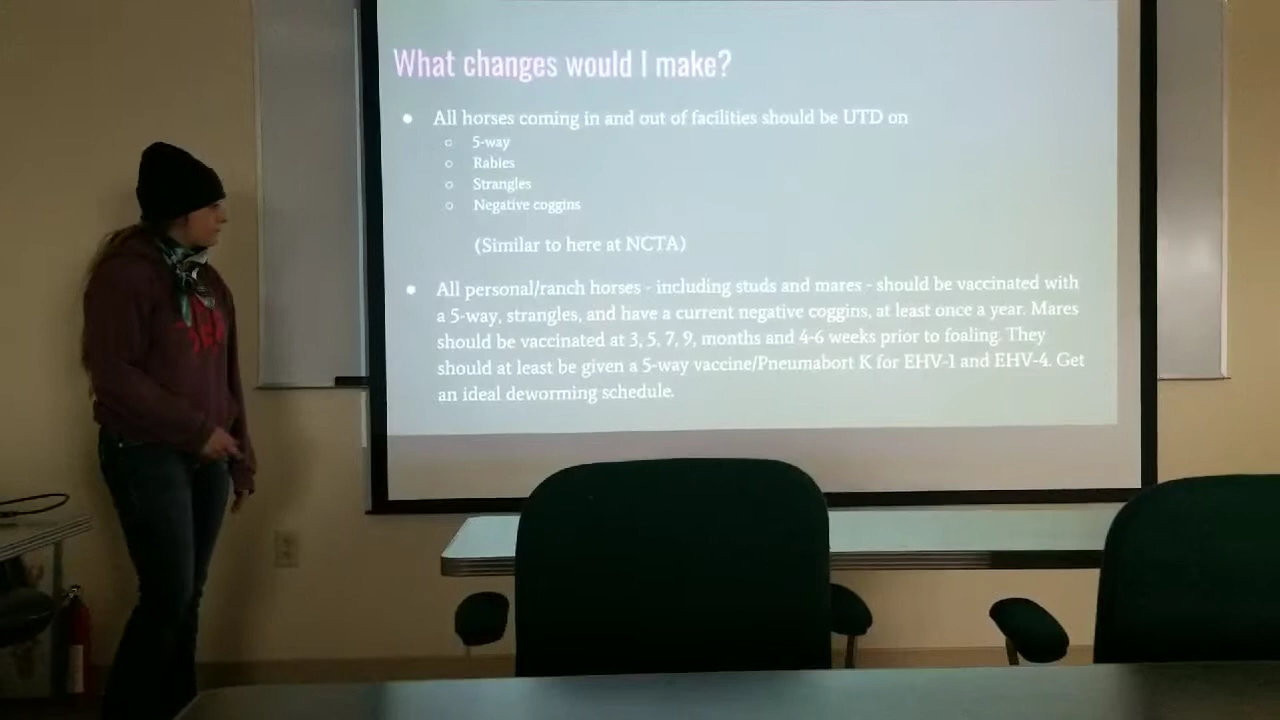 What changes would I make?
● All horses coming in and out of facilities should be UTD on
○ 5-way
○ Rabies
○ Strangles
○ Negative coggins
(Similar to here at NCTA)
● All personal/ranch horses - including studs and mares - should be vaccinated with
a 5-way, strangles, and have a current negative coggins, at least once a year. Mares
should be vaccinated at 3, 5, 7, 9, months and 4-6 weeks prior to foaling. They
should at least be given a 5-way vaccine/Pneumabort K for EHV-1 and EHV-4. Get
an ideal deworming schedule.